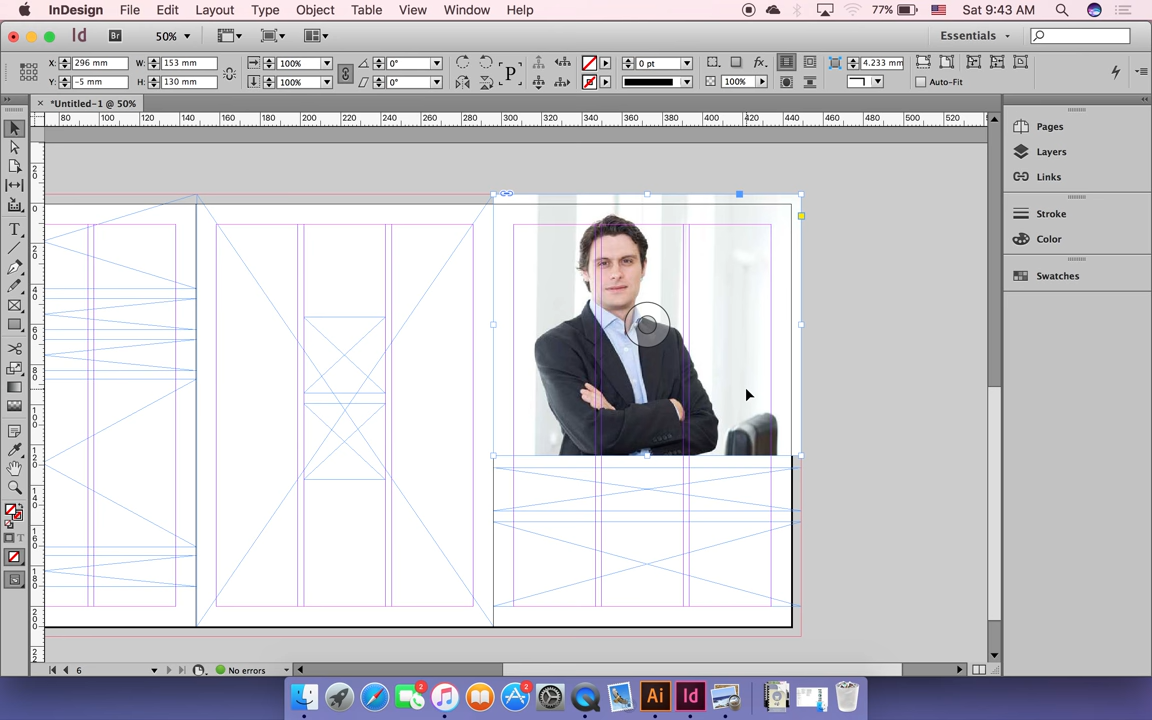 InDesign File Edit Layout Type Object Table View Window Help 77% Sat 9:43 AM
Id Br 50% Essentials
X: 296 mm W: 153 mm 100% 0° P 0 pt fx. 4.233 mm
Y: -5 mm H: 130 mm 100% 0° 100% Auto-Fit
× *Untitled-1 @ 50%
80 100 120 140 160 180 200 220 240 260 280 300 320 340 360 380 400 420 440 460 480 500 520
Pages
Layers
Links
Stroke
Color
Swatches
6 No errors
2 2
Ai Id